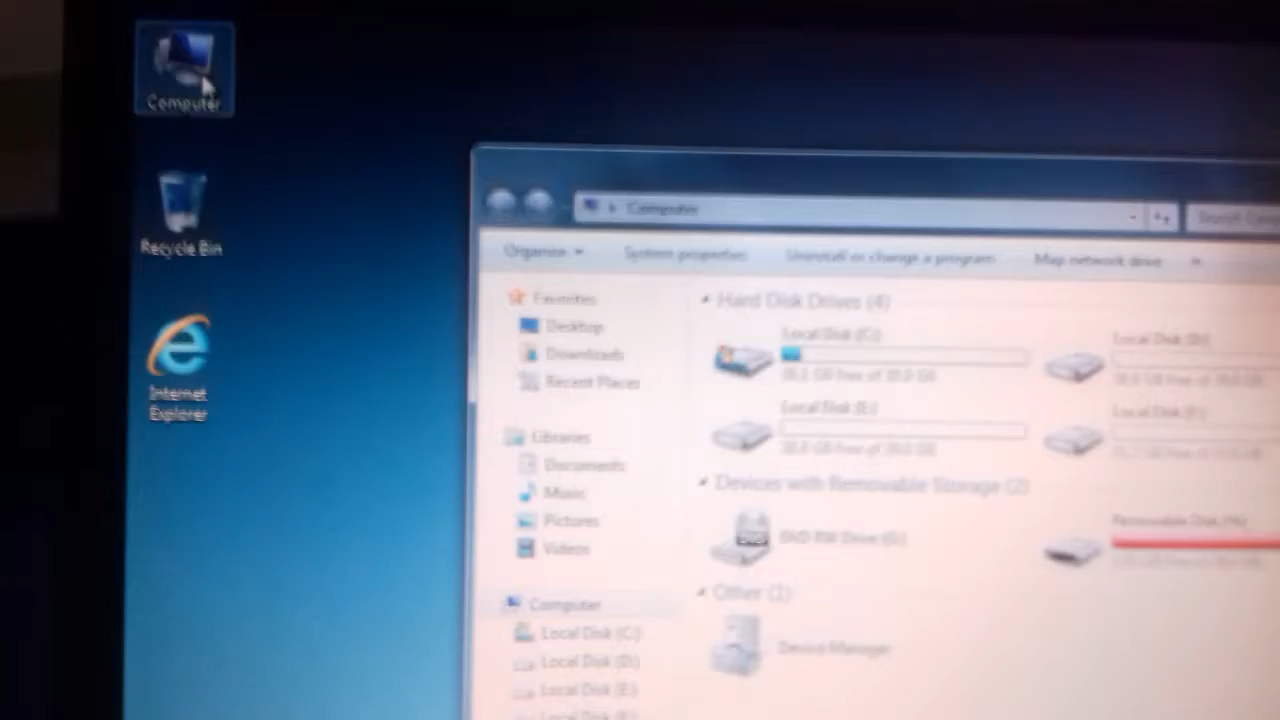 Computer
Recycle Bin
Internet
Explorer
Computer
Organize
System properties
Uninstall or change a program
Map network drive
Favorites
Desktop
Downloads
Recent Places
Libraries
Documents
Music
Pictures
Videos
Computer
Local Disk (C:)
Local Disk (D:)
Local Disk (E:)
Hard Disk Drives (4)
Local Disk (C:)
Local Disk (D:)
Local Disk (E:)
Local Disk
Devices with Removable Storage (2)
DVD RW Drive (G:)
Removable Disk
Other (1)
Device Manager